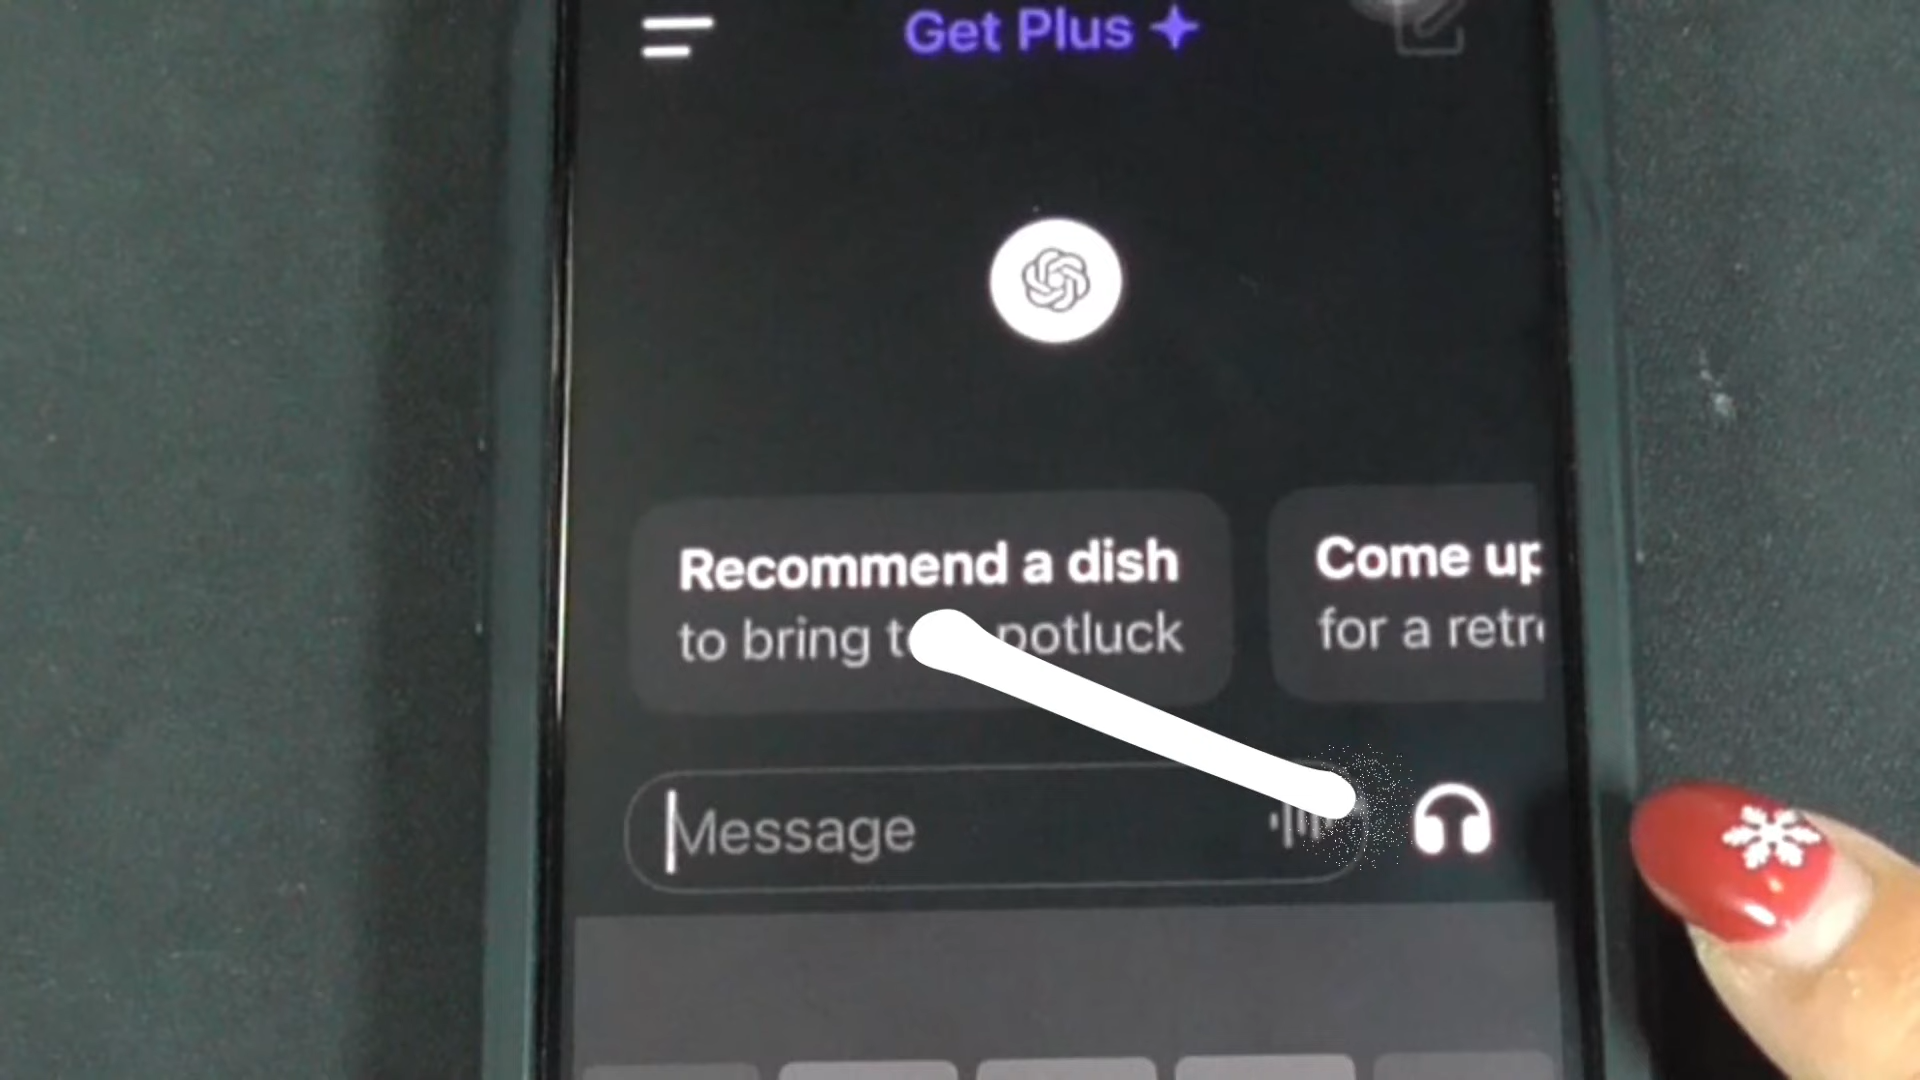 Get Plus
Recommend a dish
to bring potluck
Come up
for a retr
Message